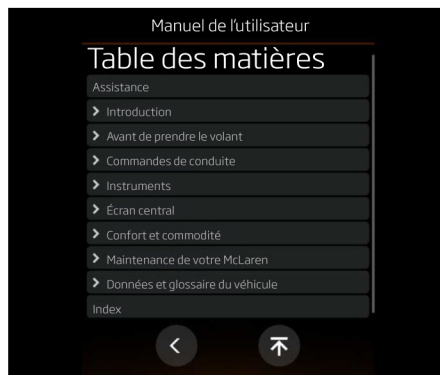 Manuel de l'utilisateur
Table des matières
Assistance
Introduction
Avant de prendre le volant
Commandes de conduite
Instruments
Écran central
Confort et commodité
Maintenance de votre McLaren
Données et glossaire du véhicule
Index